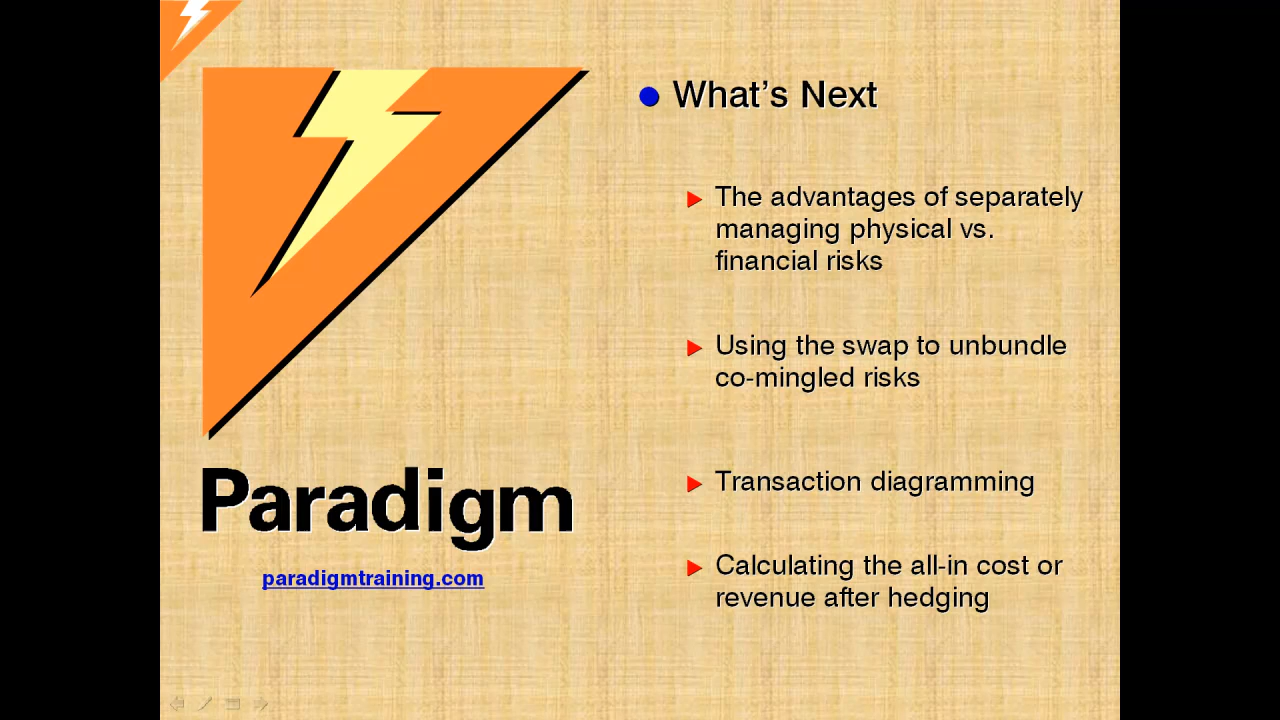 What's Next
The advantages of separately
managing physical vs.
financial risks
Using the swap to unbundle
co-mingled risks
Transaction diagramming
Calculating the all-in cost or
revenue after hedging
Paradigm
paradigmtraining.com